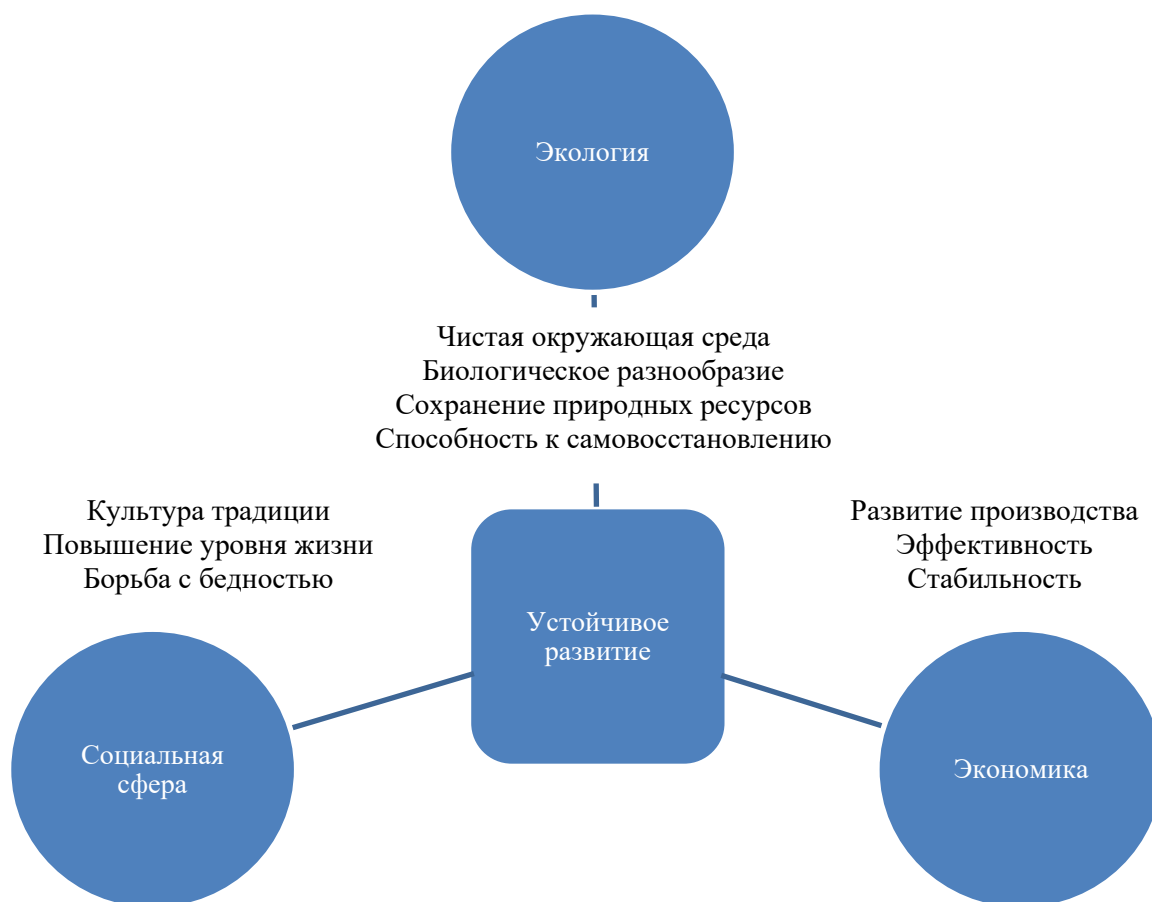 Экология
Чистая окружающая среда
Биологическое разнообразие
Сохранение природных ресурсов
Способность к самовосстановлению
Культура традиции
Повышение уровня жизни
Борьба с бедностью
Развитие производства
Эффективность
Стабильность
Устойчивое
развитие
Социальная
сфера
Экономика